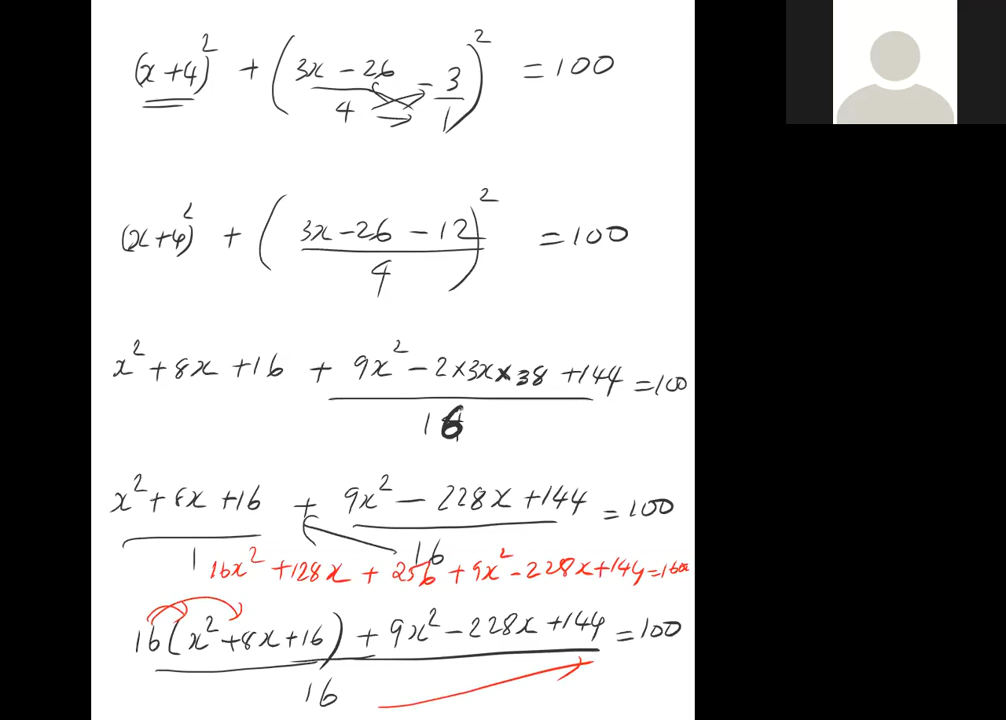 (x+4)² + (3x-26/4 - 3/1)² = 100
(x+4)² + (3x-26-12/4)² = 100
x² + 8x + 16 + 9x² - 2×3x×38 + 144/16 = 100
x² + 8x + 16/1 + 9x² - 228x + 144/16 = 100
16x² + 128x + 256 + 9x² - 228x + 144 = 1600
16(x² + 8x + 16) + 9x² - 228x + 144/16 = 100